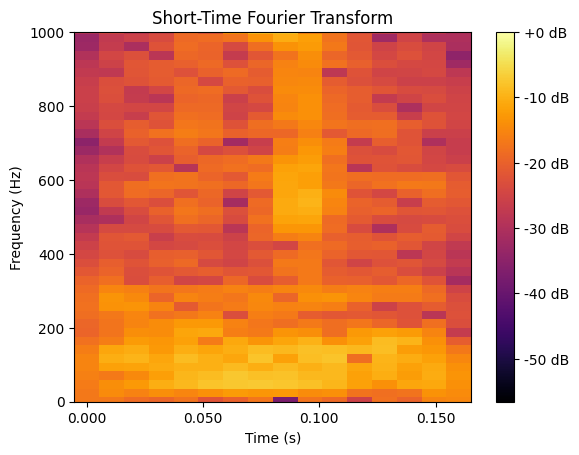 Short-Time Fourier Transform
1000
800
600
400
200
0
Frequency (Hz)
0.000
0.050
0.100
0.150
Time (s)
+0 dB
-10 dB
-20 dB
-30 dB
-40 dB
-50 dB